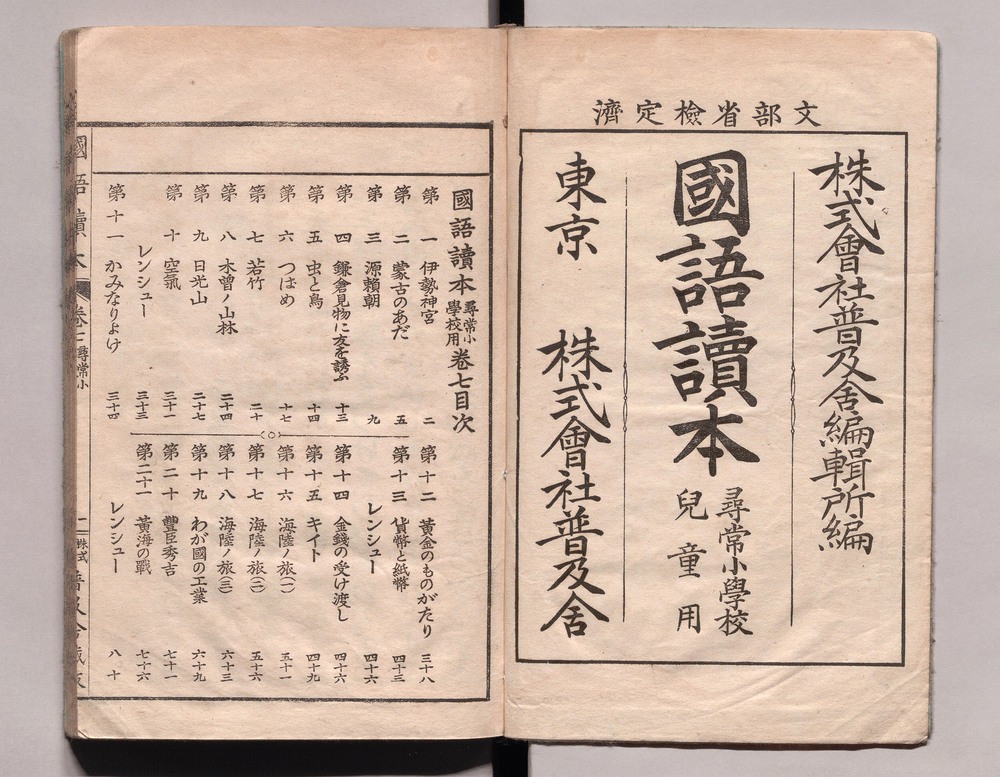 文部省檢定濟
株式會社普及舍編輯所編
國語讀本
尋常小學校
兒童用
東京 株式會社普及舍
國語讀本 尋常小學校用 卷七目次
第一 伊勢神宮 二
第二 蒙古のあだ 五
第三 源賴朝 九
第四 鎌倉見物に友を誘ふ 十三
第五 虫と鳥 十四
第六 つばめ 十七
第七 若竹 二十
第八 木曾ノ山林 二十四
第九 日光山 二十七
第十 空氣 三十一
レンシュー 三十三
第十一 かみなりよけ 三十四
第十二 黃金のものがたり 三十八
第十三 貨幣と紙幣 四十三
レンシュー 四十六
第十四 金錢の受け渡し 四十六
第十五 キイト 四十九
第十六 海陸ノ旅(一) 五十一
第十七 海陸ノ旅(二) 五十六
第十八 海陸ノ旅(三) 六十三
第十九 わが國の工業 六十九
第二十 豐臣秀吉 七十一
第二十一 黃海の戰 七十六
レンシュー 八十
國語讀本 卷七 尋常小